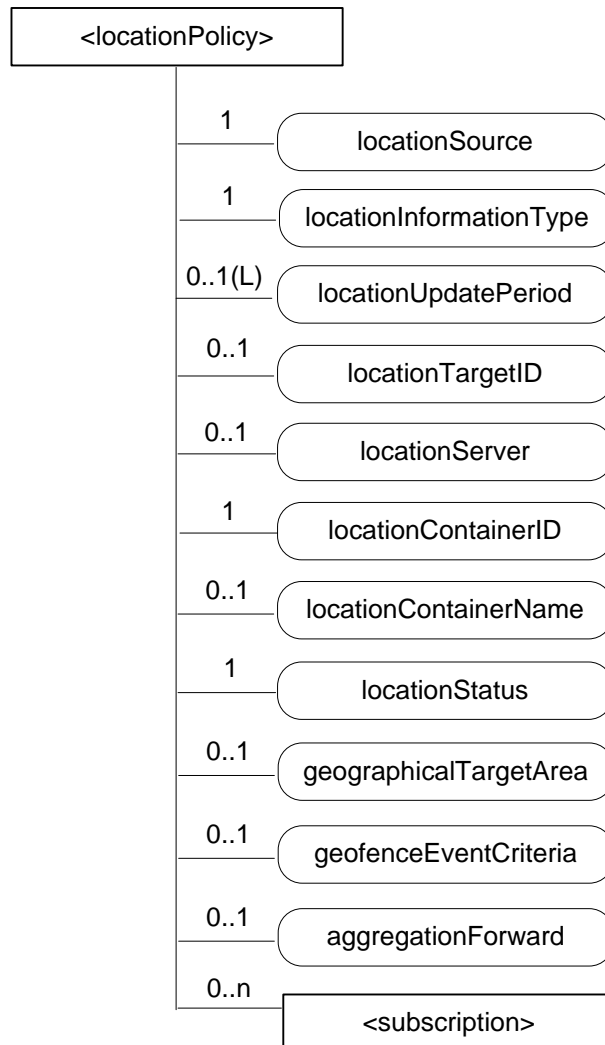 <locationPolicy>
1
locationSource
1
locationInformationType
0..1(L)
locationUpdatePeriod
0..1
locationTargetID
0..1
locationServer
1
locationContainerID
0..1
locationContainerName
1
locationStatus
0..1
geographicalTargetArea
0..1
geofenceEventCriteria
0..1
aggregationForward
0..n
<subscription>